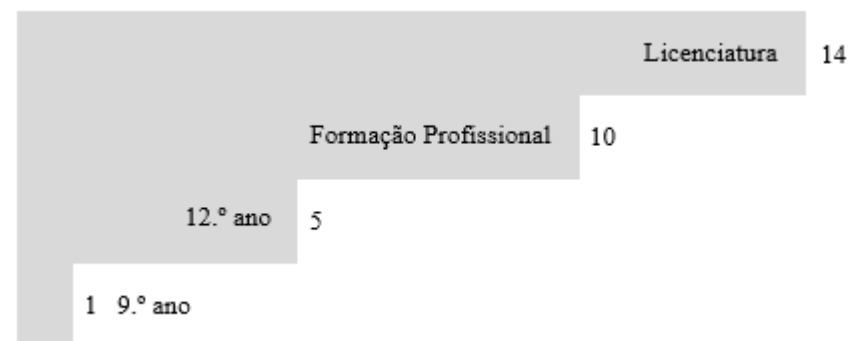 Licenciatura 14
Formação Profissional 10
12.º ano 5
1 9.º ano